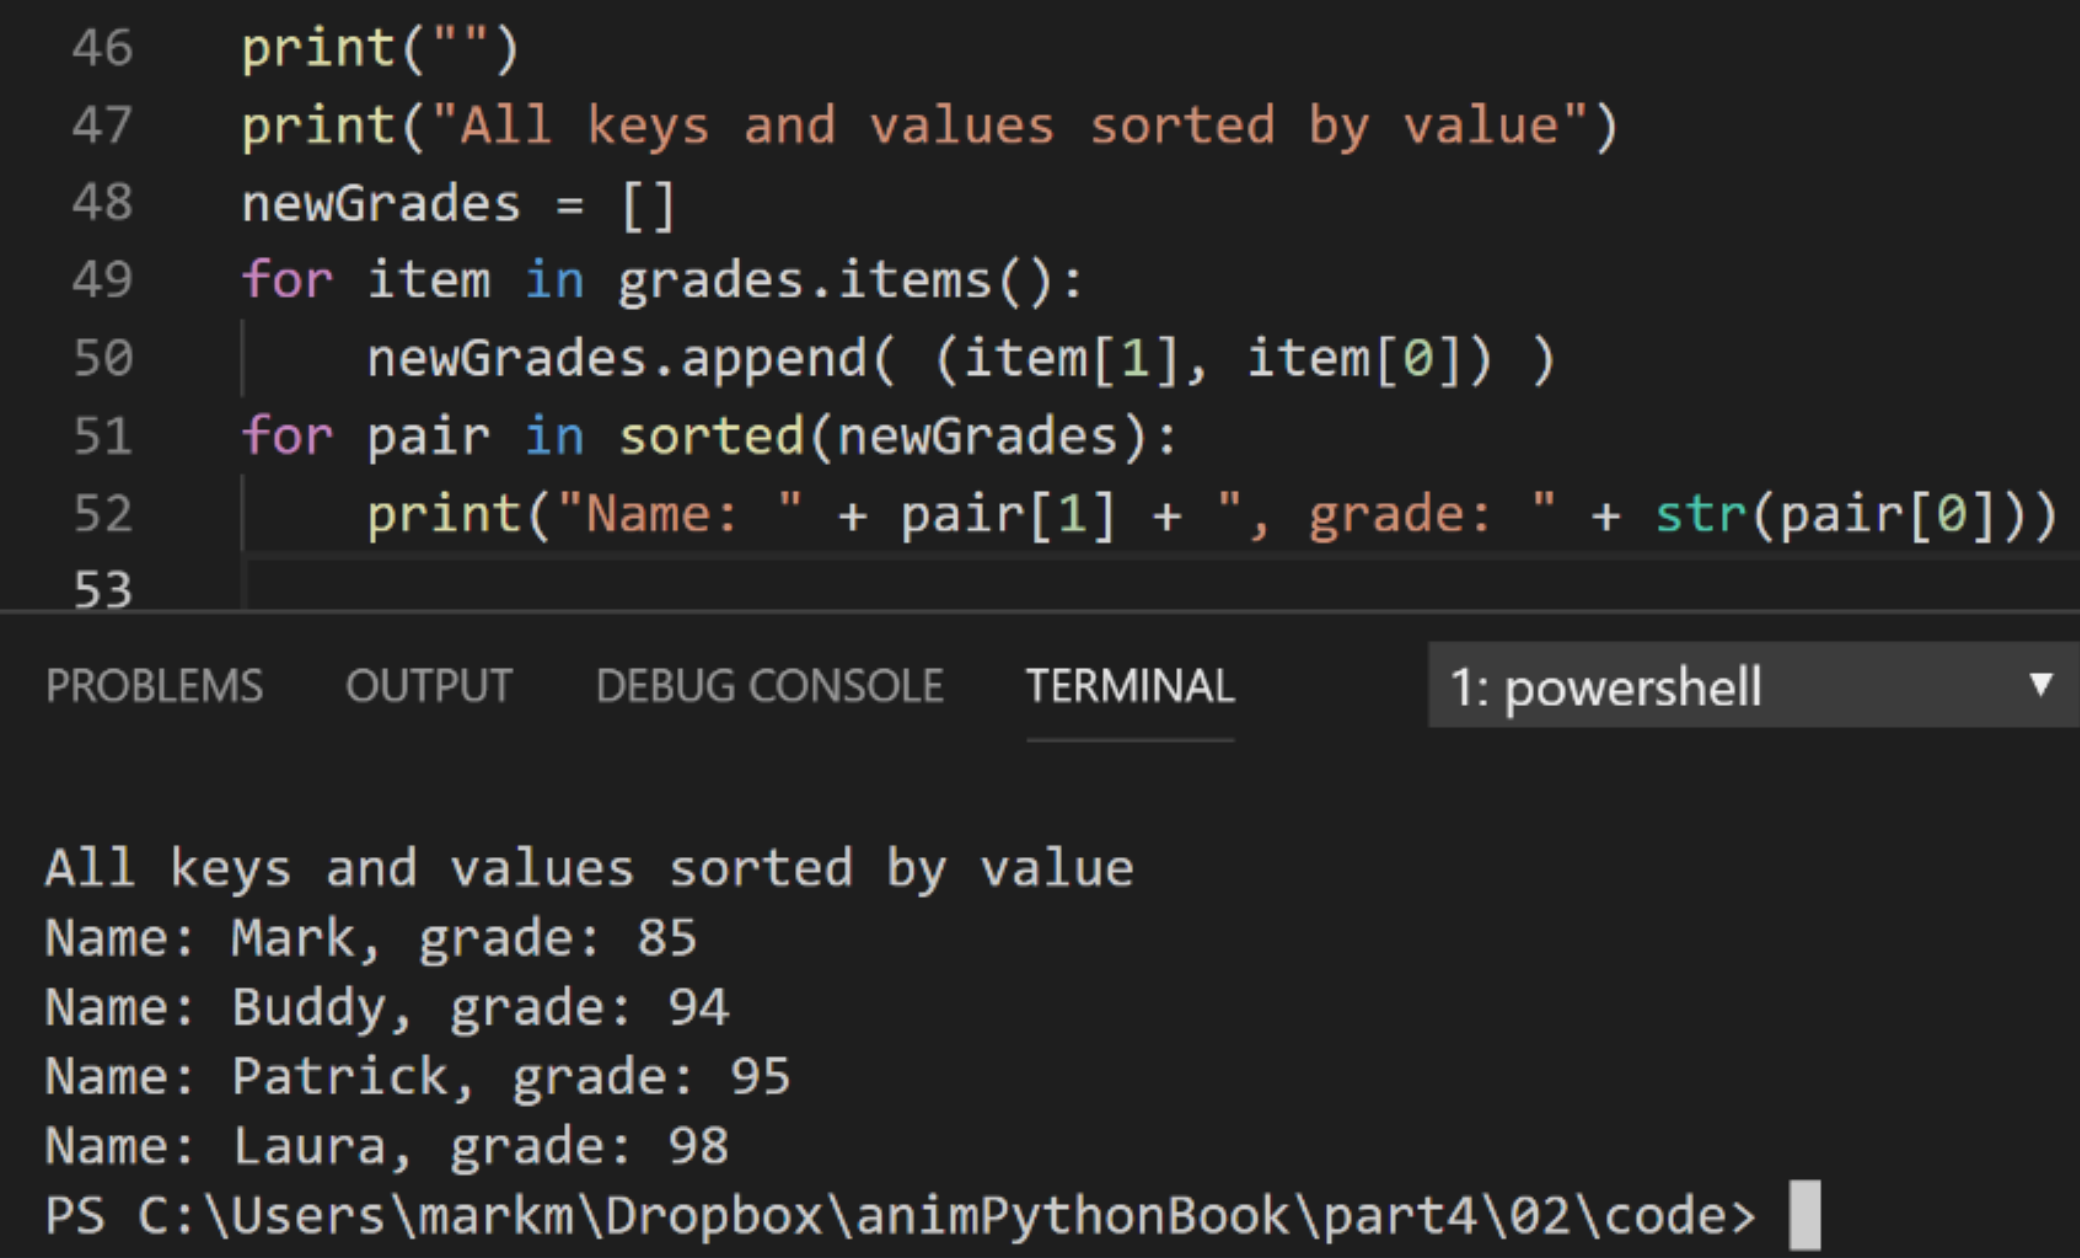 46 print("")
47 print("All keys and values sorted by value")
48 newGrades = []
49 for item in grades.items():
50     newGrades.append( (item[1], item[0]) )
51 for pair in sorted(newGrades):
52     print("Name: " + pair[1] + ", grade: " + str(pair[0]))
53
PROBLEMS OUTPUT DEBUG CONSOLE TERMINAL 1: powershell
All keys and values sorted by value
Name: Mark, grade: 85
Name: Buddy, grade: 94
Name: Patrick, grade: 95
Name: Laura, grade: 98
PS C:\Users\markm\Dropbox\animPythonBook\part4\02\code>